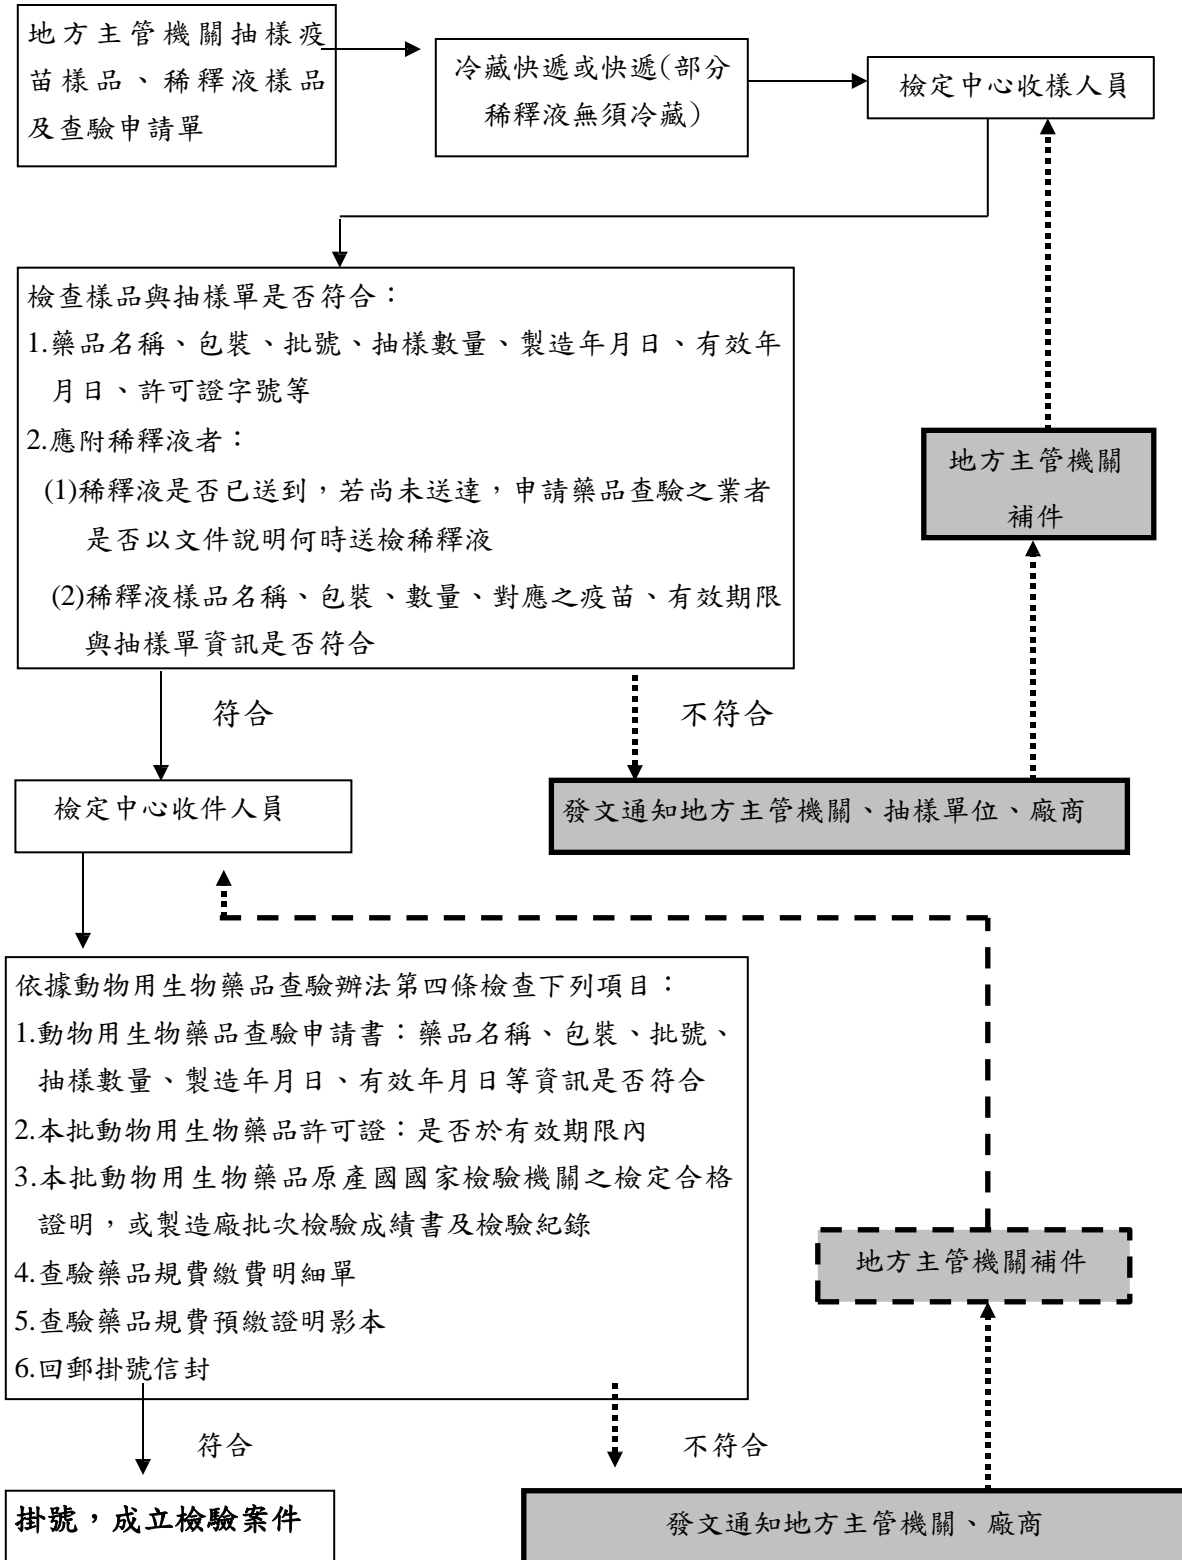 地方主管機關抽樣疫
苗樣品、稀釋液樣品
及查驗申請單
冷藏快遞或快遞(部分
稀釋液無須冷藏)
檢定中心收樣人員
檢查樣品與抽樣單是否符合：
1.藥品名稱、包裝、批號、抽樣數量、製造年月日、有效年
月日、許可證字號等
2.應附稀釋液者：
(1)稀釋液是否已送到，若尚未送達，申請藥品查驗之業者
是否以文件說明何時送檢稀釋液
(2)稀釋液樣品名稱、包裝、數量、對應之疫苗、有效期限
與抽樣單資訊是否符合
地方主管機關
補件
符合
不符合
檢定中心收件人員
發文通知地方主管機關、抽樣單位、廠商
依據動物用生物藥品查驗辦法第四條檢查下列項目：
1.動物用生物藥品查驗申請書：藥品名稱、包裝、批號、
抽樣數量、製造年月日、有效年月日等資訊是否符合
2.本批動物用生物藥品許可證：是否於有效期限內
3.本批動物用生物藥品原產國國家檢驗機關之檢定合格
證明，或製造廠批次檢驗成績書及檢驗紀錄
4.查驗藥品規費繳費明細單
5.查驗藥品規費預繳證明影本
6.回郵掛號信封
地方主管機關補件
符合
不符合
掛號，成立檢驗案件
發文通知地方主管機關、廠商